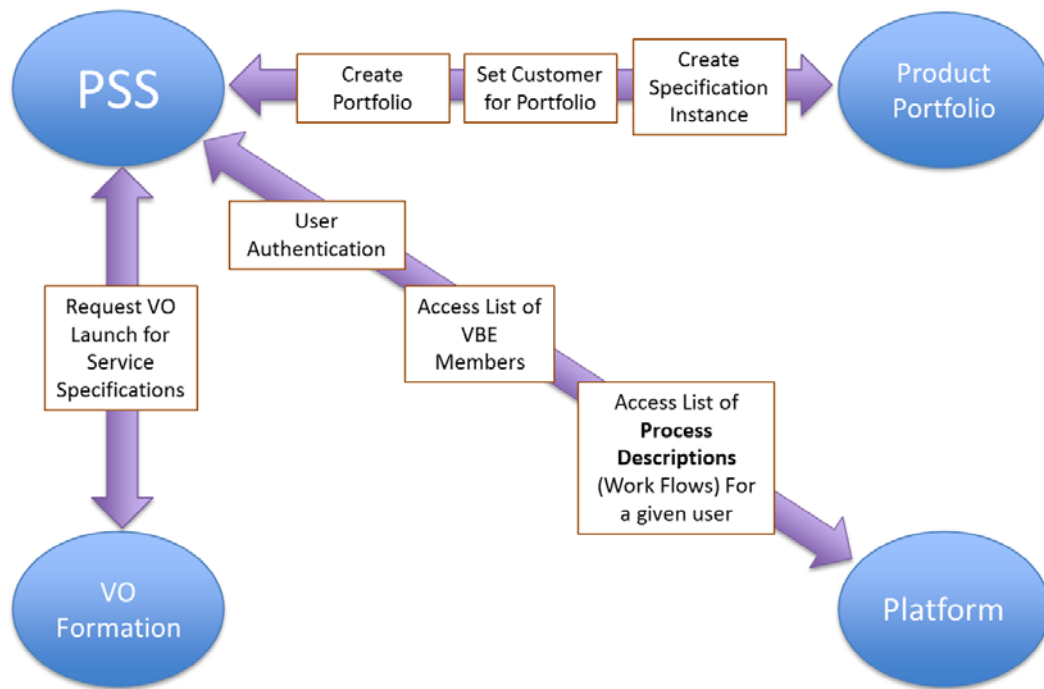 PSS
Create
Portfolio
Set Customer
for Portfolio
Create
Specification
Instance
Product
Portfolio
User
Authentication
Request VO
Launch for
Service
Specifications
Access List of
VBE
Members
Access List of
Process
Descriptions
(Work Flows) For
a given user
VO
Formation
Platform